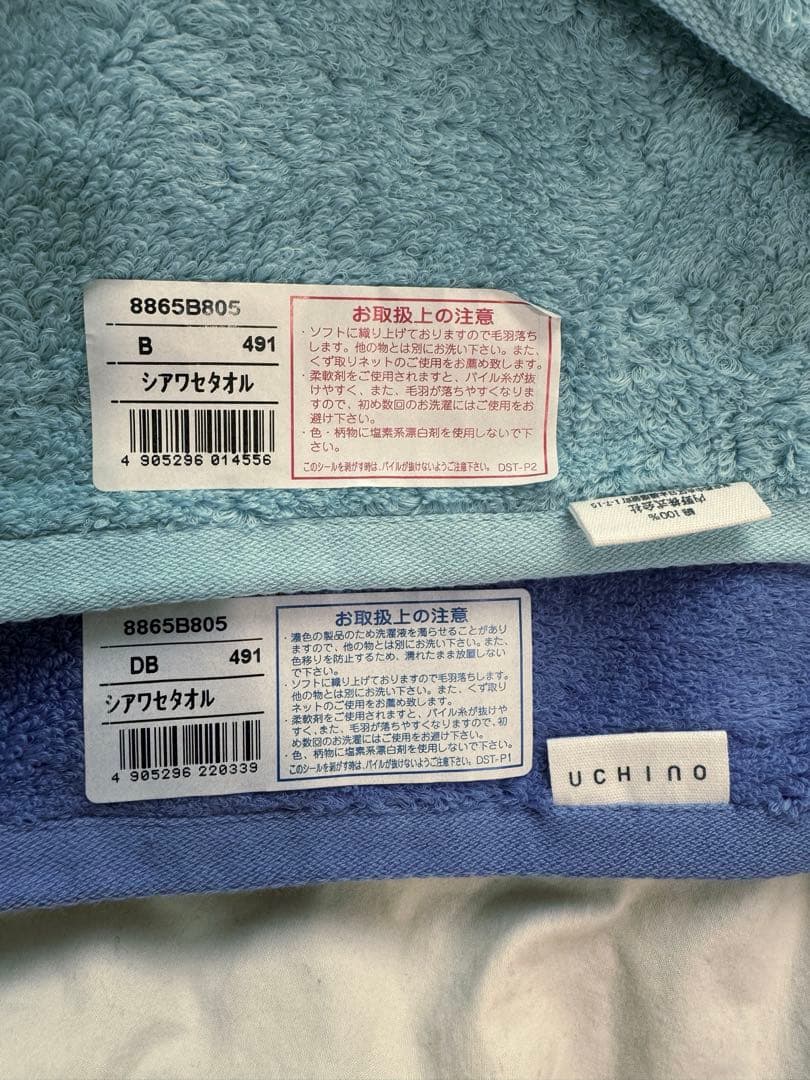 8865B805
B 491
シアワセタオル
4 905296 014556
お取扱上の注意
・ソフトに織り上げておりますので毛羽落ち
します。他の物とは別にお洗い下さい。また、
くず取りネットのご使用をお薦め致します。
・柔軟剤をご使用されますと、パイル糸が抜
けやすく、また、毛羽が落ちやすくなりま
すので、初め数回のお洗濯にはご使用をお
避け下さい。
・色・柄物に塩素系漂白剤を使用しないで下
さい。
このシールを剥がす時は、パイルが抜けないようご注意下さい。 DST-P2
綿100%
内野株式会社
1-7-15
8865B805
DB 491
シアワセタオル
4 905296 220339
お取扱上の注意
・濃色の製品のため洗濯液を濁らせることがあり
ますので、他の物とは別にお洗い下さい。また、
色移りを防止するため、濡れたまま放置しない
で下さい。
・ソフトに織り上げておりますので毛羽落ちします。
他の物とは別にお洗い下さい。また、くず取り
ネットのご使用をお薦め致します。
・柔軟剤をご使用されますと、パイル糸が抜けや
すく、また、毛羽が落ちやすくなりますので、初
め数回のお洗濯にはご使用をお避け下さい。
・色、柄物に塩素系漂白剤を使用しないで下さい。
このシールを剥がす時は、パイルが抜けないようご注意下さい。 DST-P1
UCHINO